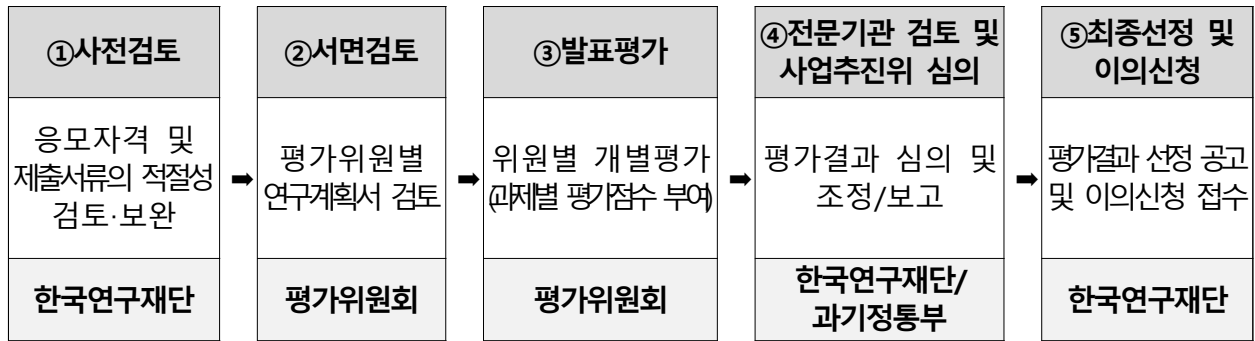 ①사전검토
응모자격 및
제출서류의 적절성
검토·보완
한국연구재단
➡
②서면검토
평가위원별
연구계획서 검토
평가위원회
➡
③발표평가
위원별 개별평가
(과제별 평가점수 부여)
평가위원회
➡
④전문기관 검토 및
사업추진위 심의
평가결과 심의 및
조정/보고
한국연구재단/
과기정통부
➡
⑤최종선정 및
이의신청
평가결과 선정 공고
및 이의신청 접수
한국연구재단